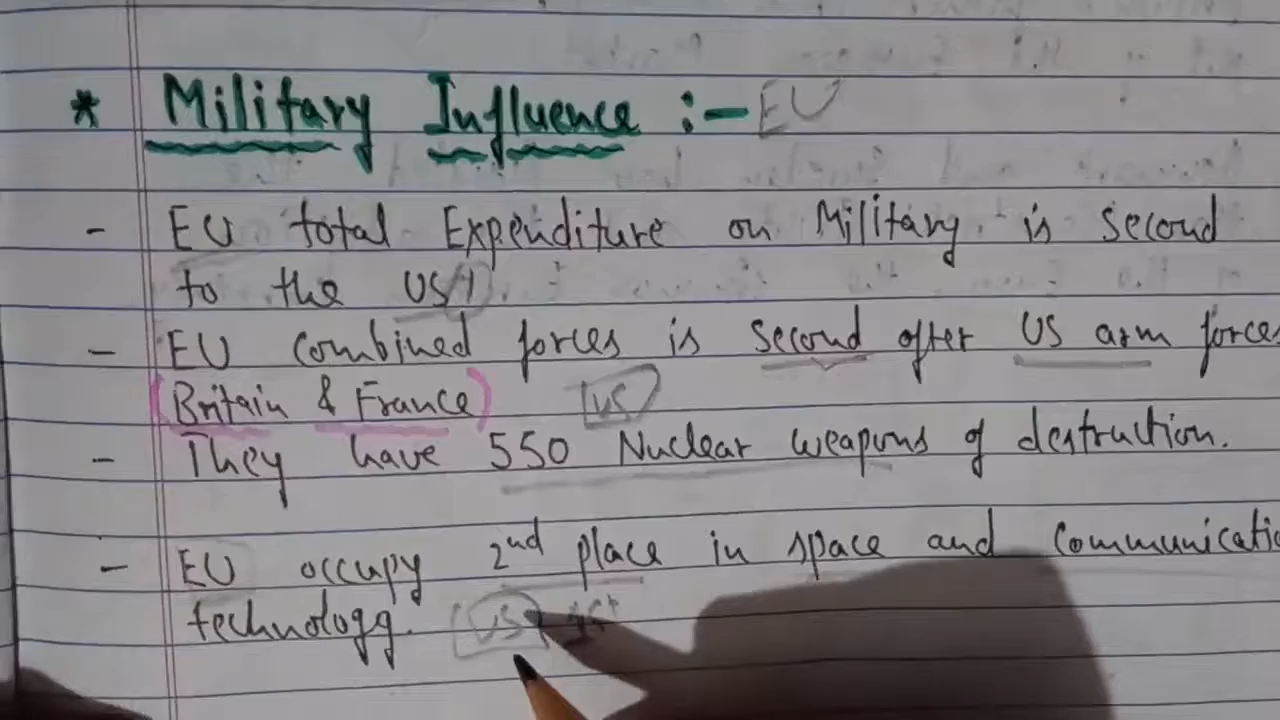 * Military Influence :- EU
- EU total Expenditure on Military is second
to the USA.
- EU combined forces is second after US arm forces
(Britain & France) US
- They have 550 Nuclear weapons of destruction.
- EU occupy 2nd place in space and communicatio
technology. (US) 1st